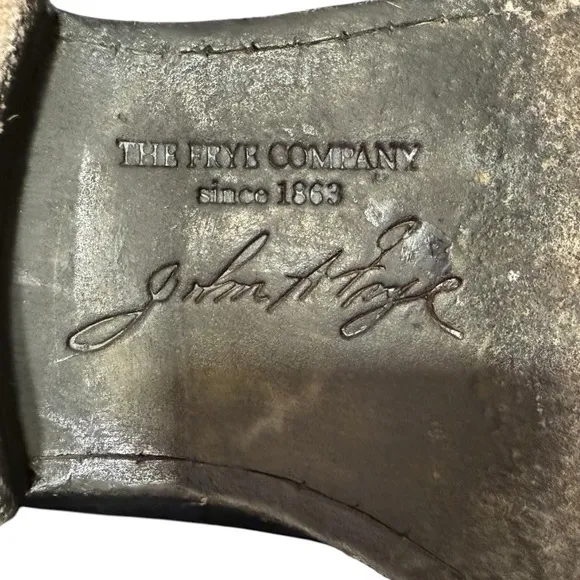 THE FRYE COMPANY
since 1863
John A Frye